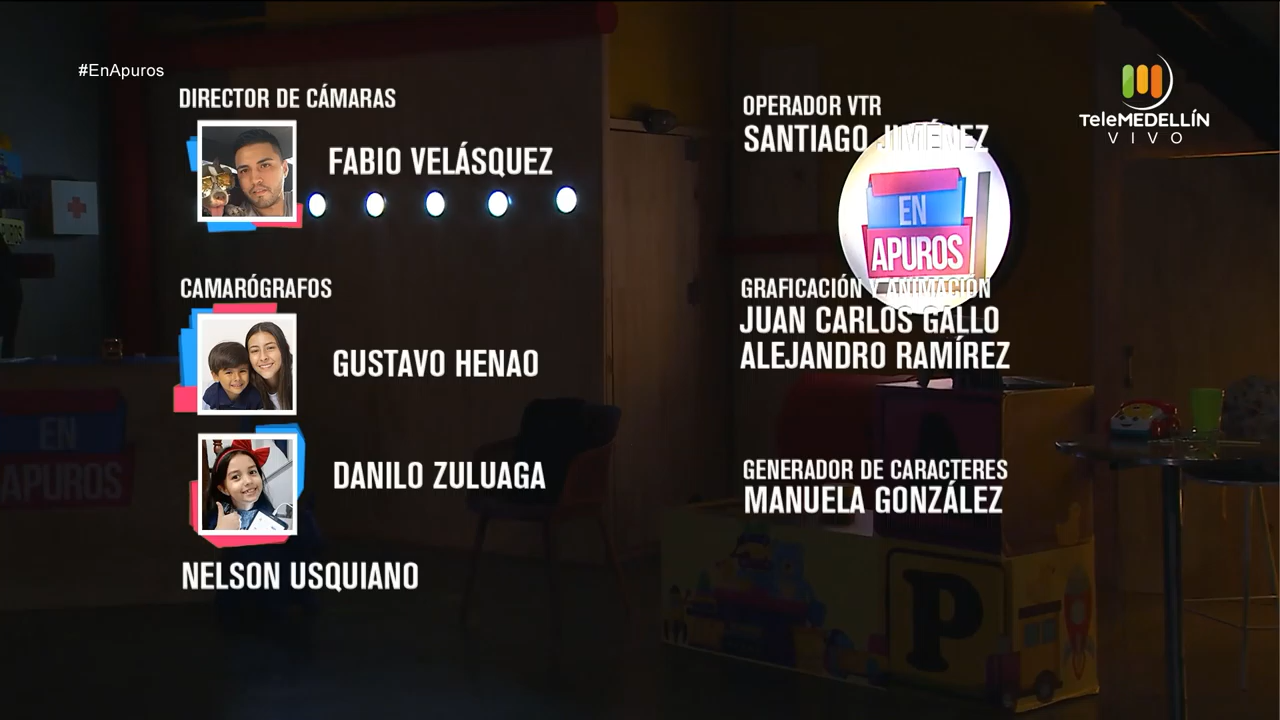 #EnApuros
TeleMEDELLÍN
VIVO
DIRECTOR DE CÁMARAS
FABIO VELÁSQUEZ
CAMARÓGRAFOS
GUSTAVO HENAO
DANILO ZULUAGA
NELSON USQUIANO
OPERADOR VTR
SANTIAGO JIMÉNEZ
EN
APUROS
GRAFICACIÓN Y ANIMACIÓN
JUAN CARLOS GALLO
ALEJANDRO RAMÍREZ
GENERADOR DE CARACTERES
MANUELA GONZÁLEZ
EN
APUROS
P